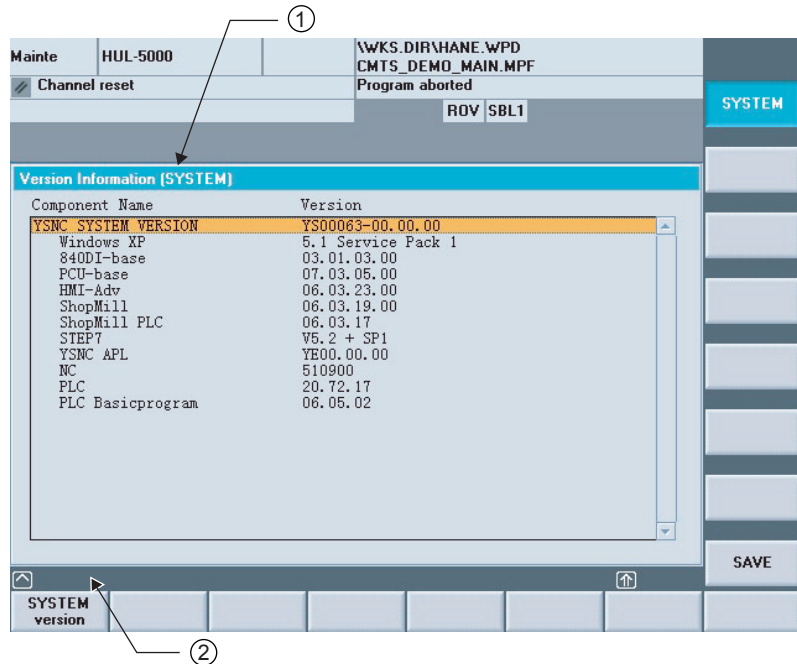 ①
Mainte HUL-5000 \WKS.DIR\HANE.WPD
CMTS_DEMO_MAIN.MPF
Channel reset Program aborted
ROV SBL1
SYSTEM
Version Information (SYSTEM)
Component Name Version
YSNC SYSTEM VERSION YS00063-00.00.00
Windows XP 5.1 Service Pack 1
840DI-base 03.01.03.00
PCU-base 07.03.05.00
HMI-Adv 06.03.23.00
ShopMill 06.03.19.00
ShopMill PLC 06.03.17
STEP7 V5.2 + SP1
YSNC APL YE00.00.00
NC 510900
PLC 20.72.17
PLC Basicprogram 06.05.02
SAVE
SYSTEM
version
②